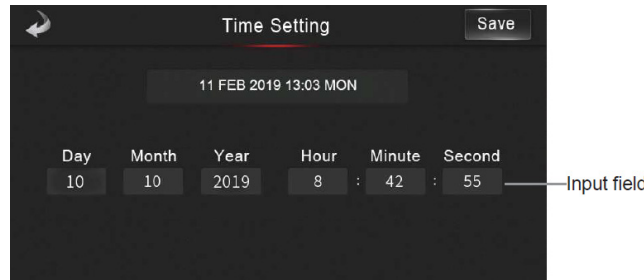 Time Setting Save
11 FEB 2019 13:03 MON
Day Month Year Hour Minute Second
10 10 2019 8 : 42 : 55 Input field